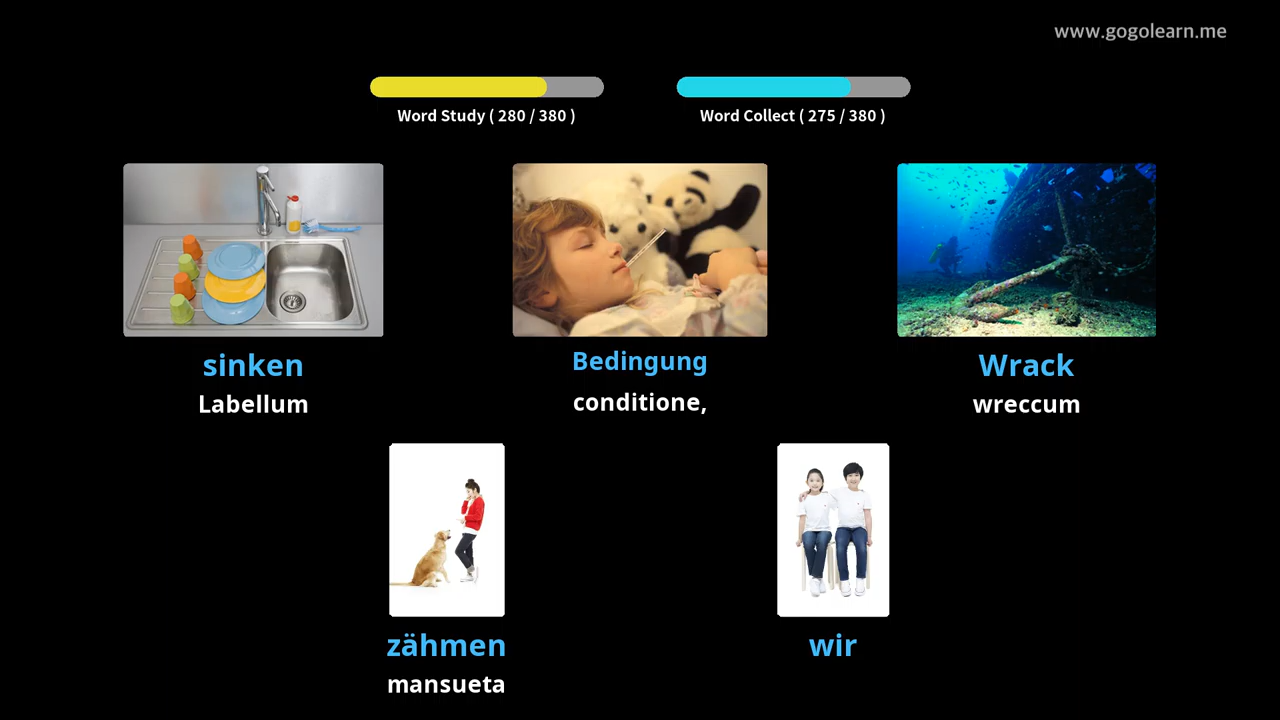 www.gogolearn.me
Word Study ( 280 / 380 )
Word Collect ( 275 / 380 )
sinken
Labellum
Bedingung
conditione,
Wrack
wreccum
zähmen
mansueta
wir